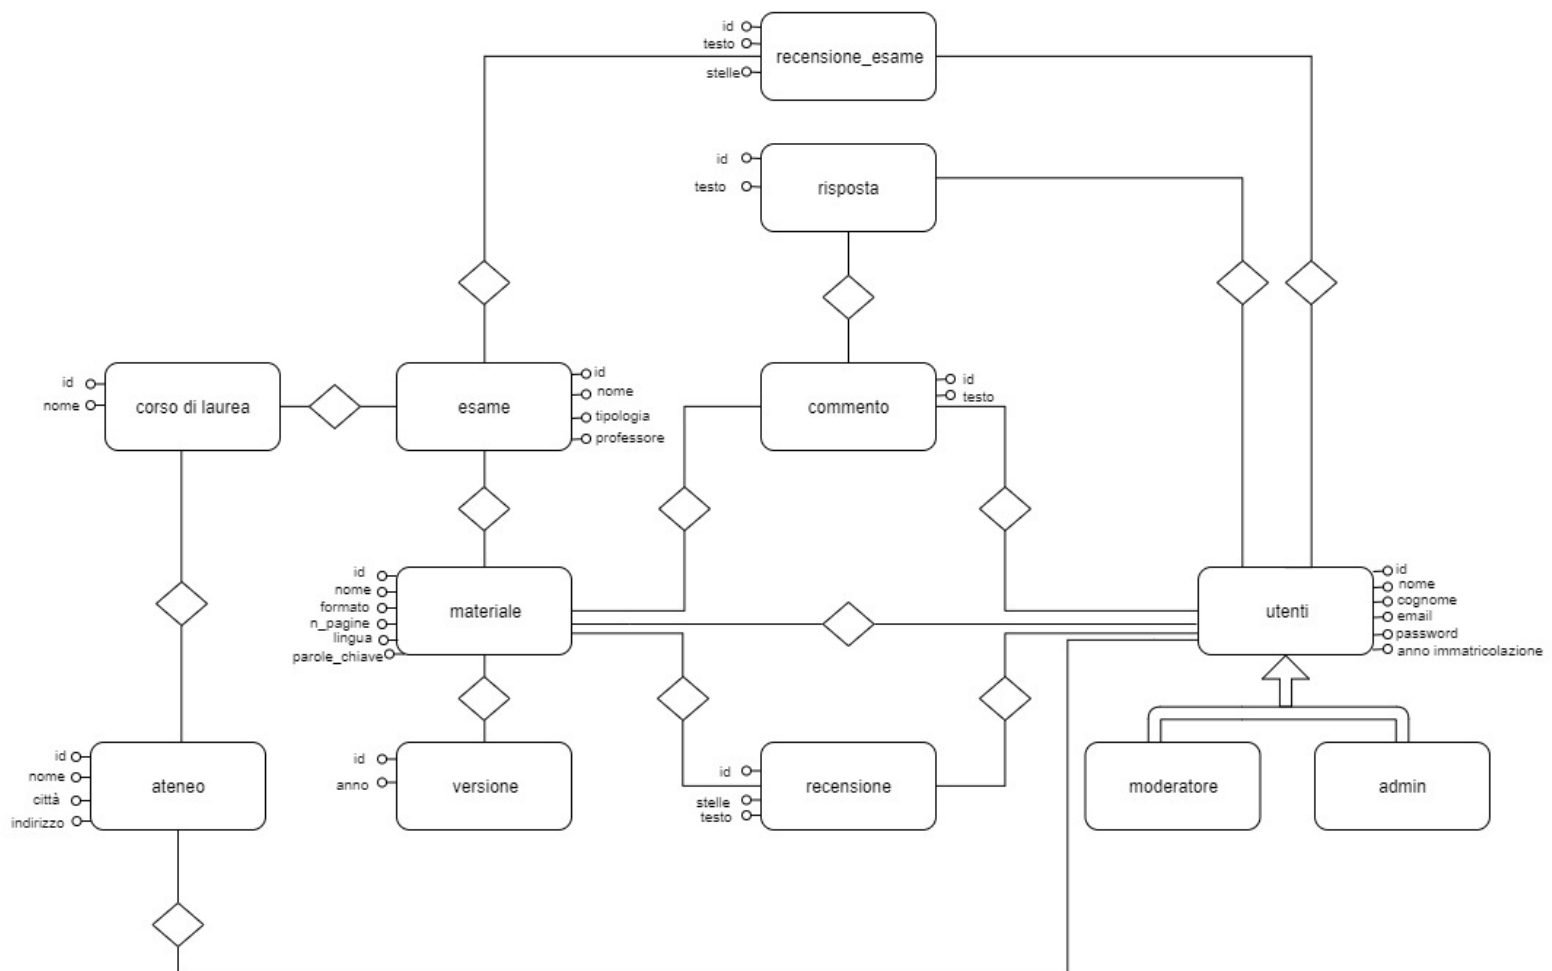 id
testo
stelle
recensione_esame
id
testo
risposta
id
nome
corso di laurea
esame
id
nome
tipologia
professore
commento
id
testo
id
nome
formato
n_pagine
lingua
parole_chiave
materiale
utenti
id
nome
cognome
email
password
anno immatricolazione
id
nome
città
indirizzo
ateneo
id
anno
versione
id
stelle
testo
recensione
moderatore
admin